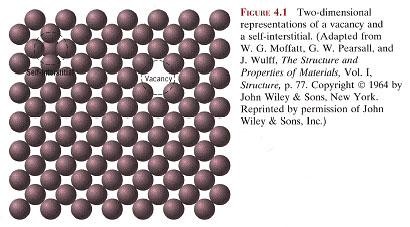 Self-interstitial
Vacancy
FIGURE 4.1 Two-dimensional
representations of a vacancy and
a self-interstitial. (Adapted from
W. G. Moffatt, G. W. Pearsall, and
J. Wulff, The Structure and
Properties of Materials, Vol. I,
Structure, p. 77. Copyright © 1964 by
John Wiley & Sons, New York.
Reprinted by permission of John
Wiley & Sons, Inc.)